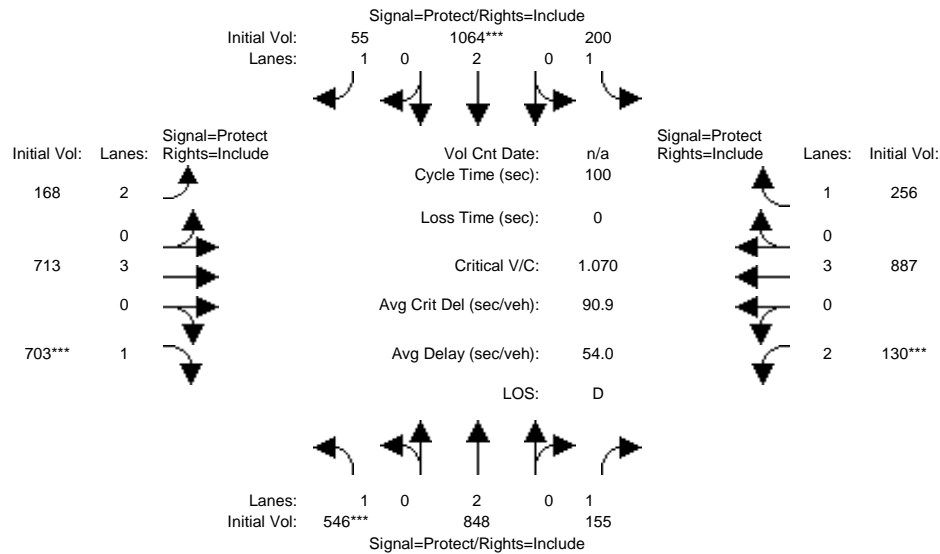 Signal=Protect/Rights=Include
Initial Vol: 55 1064*** 200
Lanes: 1 0 2 0 1
Signal=Protect Signal=Protect
Initial Vol: Lanes: Rights=Include Vol Cnt Date: n/a Rights=Include Lanes: Initial Vol:
Cycle Time (sec): 100
168 2 1 256
Loss Time (sec): 0
0 0
713 3 Critical V/C: 1.070 3 887
0 Avg Crit Del (sec/veh): 90.9 0
703*** 1 Avg Delay (sec/veh): 54.0 2 130***
LOS: D
Lanes: 1 0 2 0 1
Initial Vol: 546*** 848 155
Signal=Protect/Rights=Include